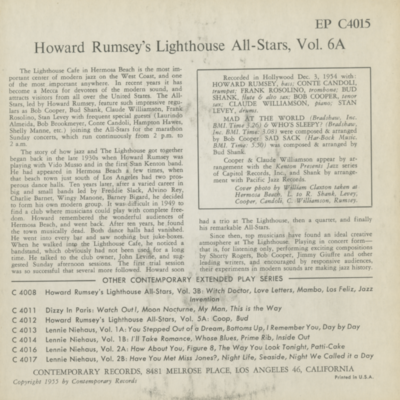 EP C4015
Howard Rumsey's Lighthouse All-Stars, Vol. 6A
The Lighthouse Cafe in Hermosa Beach is the most im-
portant center of modern jazz on the West Coast, and one
of the most important anywhere. In recent years it has
become a Mecca for devotees of the modern sound, and
attracts visitors from all over the United States. The All-
Stars, led by Howard Rumsey, feature such impressive regu-
lars as Bob Cooper, Bud Shank, Claude Williamson, Frank
Rosolino, Stan Levey with frequent special guest (Laurindo
Almeida, Bob Brookmeyer, Conte Candoli, Hampton Hawes,
Shelly Manne, etc.) joining the All-Stars for the marathon
Sunday concerts, which run continuously from 2 p.m. to
2 a.m.
The story of how jazz and The Lighthouse got together
began back in the late 1930s when Howard Rumsey was
playing with Vido Musso and in the first Stan Kenton band.
He had appeared in Hermosa Beach a few times, when
that beach town just south of Los Angeles had two pros-
perous dance halls. Ten years later, after a varied career in
big and small bands led by Freddie Slack, Alvino Rey,
Charlie Barnet, Wingy Manone, Barney Bigard, he decided
to form his own modern group. It was difficult in 1949 to
find a club where musicians could play with complete free-
dom. Howard remembered the wonderful audience of
Hermosa Beach, and went back. After ten years, he found
the town musically dead. Both dance halls had vanished.
He went into every bar and saw nothing but juke-boxes.
When he walked into the Lighthouse Cafe, he noticed a
bandstand, which obviously had not been used for a long
time. He talked to the club owner, John Levine, and sug-
gested Sunday afternoon sessions. The first trial session
was so successful that several more followed. Howard soon
Recorded in Hollywood Dec. 3, 1954 with
HOWARD RUMSEY, bass; CONTE CANDOLI,
trumpet; FRANK ROSOLINO, trombone; BUD
SHANK, flute & alto sax; BOB COOPER, tenor
sax; CLAUDE WILLIAMSON, piano; STAN
LEVEY, drums.
MAD AT THE WORLD (Broadshas, Inc.
BMI. Time 3.20) & WHO'S SLEEPY? (Broadshas,
Inc. BMI. Time 3.08) were composed & arranged
by Bob Cooper. SAD SACK (Har-Rock Music,
BMI. Time 5.50) was composed & arranged by
Bud Shank.
Cooper & Claude Williamson appear by ar-
rangement with the Kenton Presents Jazz series
of Capitol Records, Inc., and Shank by arrange-
ment with Pacific Jazz Records.
Cover photo by William Claxton taken at
Hermosa Beach. L. to R. Shank, Levey,
Cooper, Candoli, C. Williamson, Rumsey.
had a trio at The Lighthouse, then a quartet, and finally
his remarkable All-Stars.
Since then, top musicians have found an ideal creative
atmosphere at The Lighthouse. Playing in concert form—
that is, for listening only, performing exciting compositions
by Shorty Rogers, Bob Cooper, Jimmy Giuffre and other
leading writers, and encouraged by responsive audiences,
their experiments in modern sounds are making jazz history.
OTHER CONTEMPORARY EXTENDED PLAY SERIES
C 4008 Howard Rumsey's Lighthouse All-Stars, Vol. 3B: Witch Doctor, Love Letters, Mambo, Los Feliz, Jazz
Invention
C 4011 Dizzy In Paris: Watch Out!, Moon Nocturne, My Man, This is the Way
C 4012 Howard Rumsey's Lighthouse All-Stars, Vol. 5A: Coop, Bud
C 4013 Lennie Niehaus, Vol 1A: You Stepped Out of a Dream, Bottoms Up, I Remember You, Day by Day
C 4014 Lennie Niehaus, Vol 1B: I'll Take Romance, Whose Blues, Prime Rib, Inside Out
C 4016 Lennie Niehaus, Vol 2A: How About You, Figure 8, The Way You Look Tonight, Patti-Cake
C 4017 Lennie Niehaus, Vol 2B: Have You Met Miss Jones?, Night Life, Seaside, Night We Called it a Day
CONTEMPORARY RECORDS, 8481 MELROSE PLACE, LOS ANGELES 46, CALIFORNIA
Copyright 1955 by Contemporary Records
Printed in U.S.A.